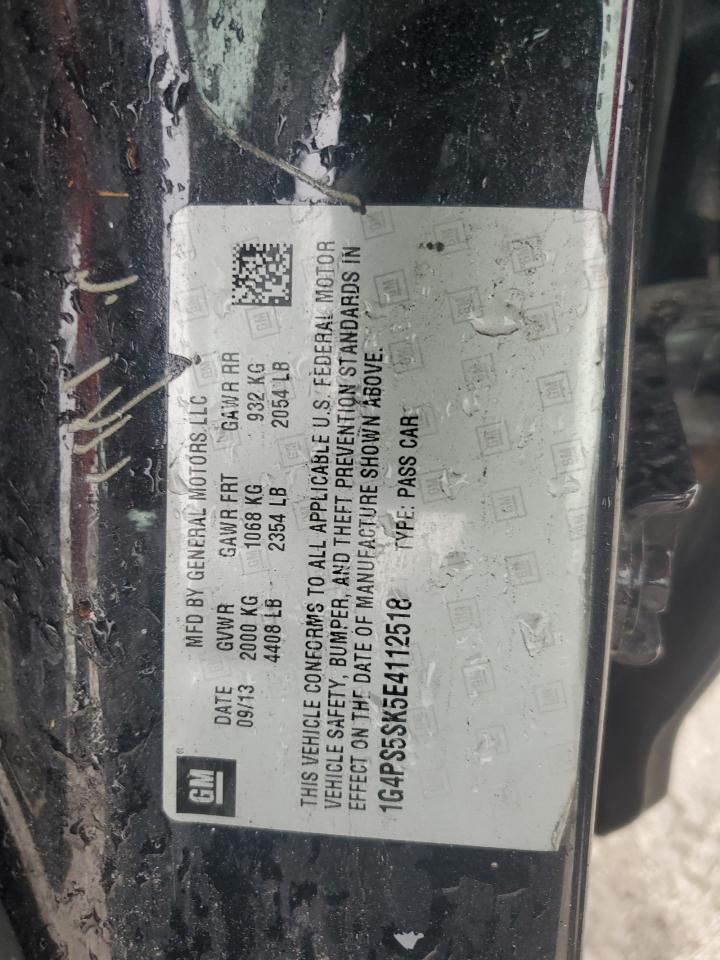 GM
MFD BY GENERAL MOTORS LLC
DATE GVWR GAWR FRT GAWR RR
09/13 2000 KG 1068 KG 932 KG
4408 LB 2354 LB 2054 LB
THIS VEHICLE CONFORMS TO ALL APPLICABLE U.S. FEDERAL MOTOR
VEHICLE SAFETY, BUMPER, AND THEFT PREVENTION STANDARDS IN
EFFECT ON THE DATE OF MANUFACTURE SHOWN ABOVE.
1G4PS5SK5E4112518 TYPE: PASS CAR